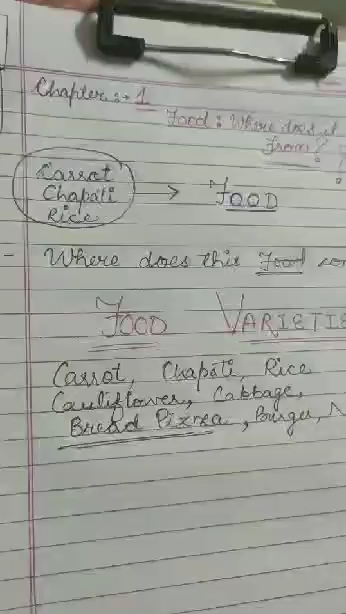 Chapter :- 1
Food : Where does it
From?
Carrot
Chapati
Rice
FOOD
- Where does this Food
FOOD VARIETIE
Carrot, Chapati, Rice
Cauliflower, Cabbage,
Bread Pizza, Burger, N